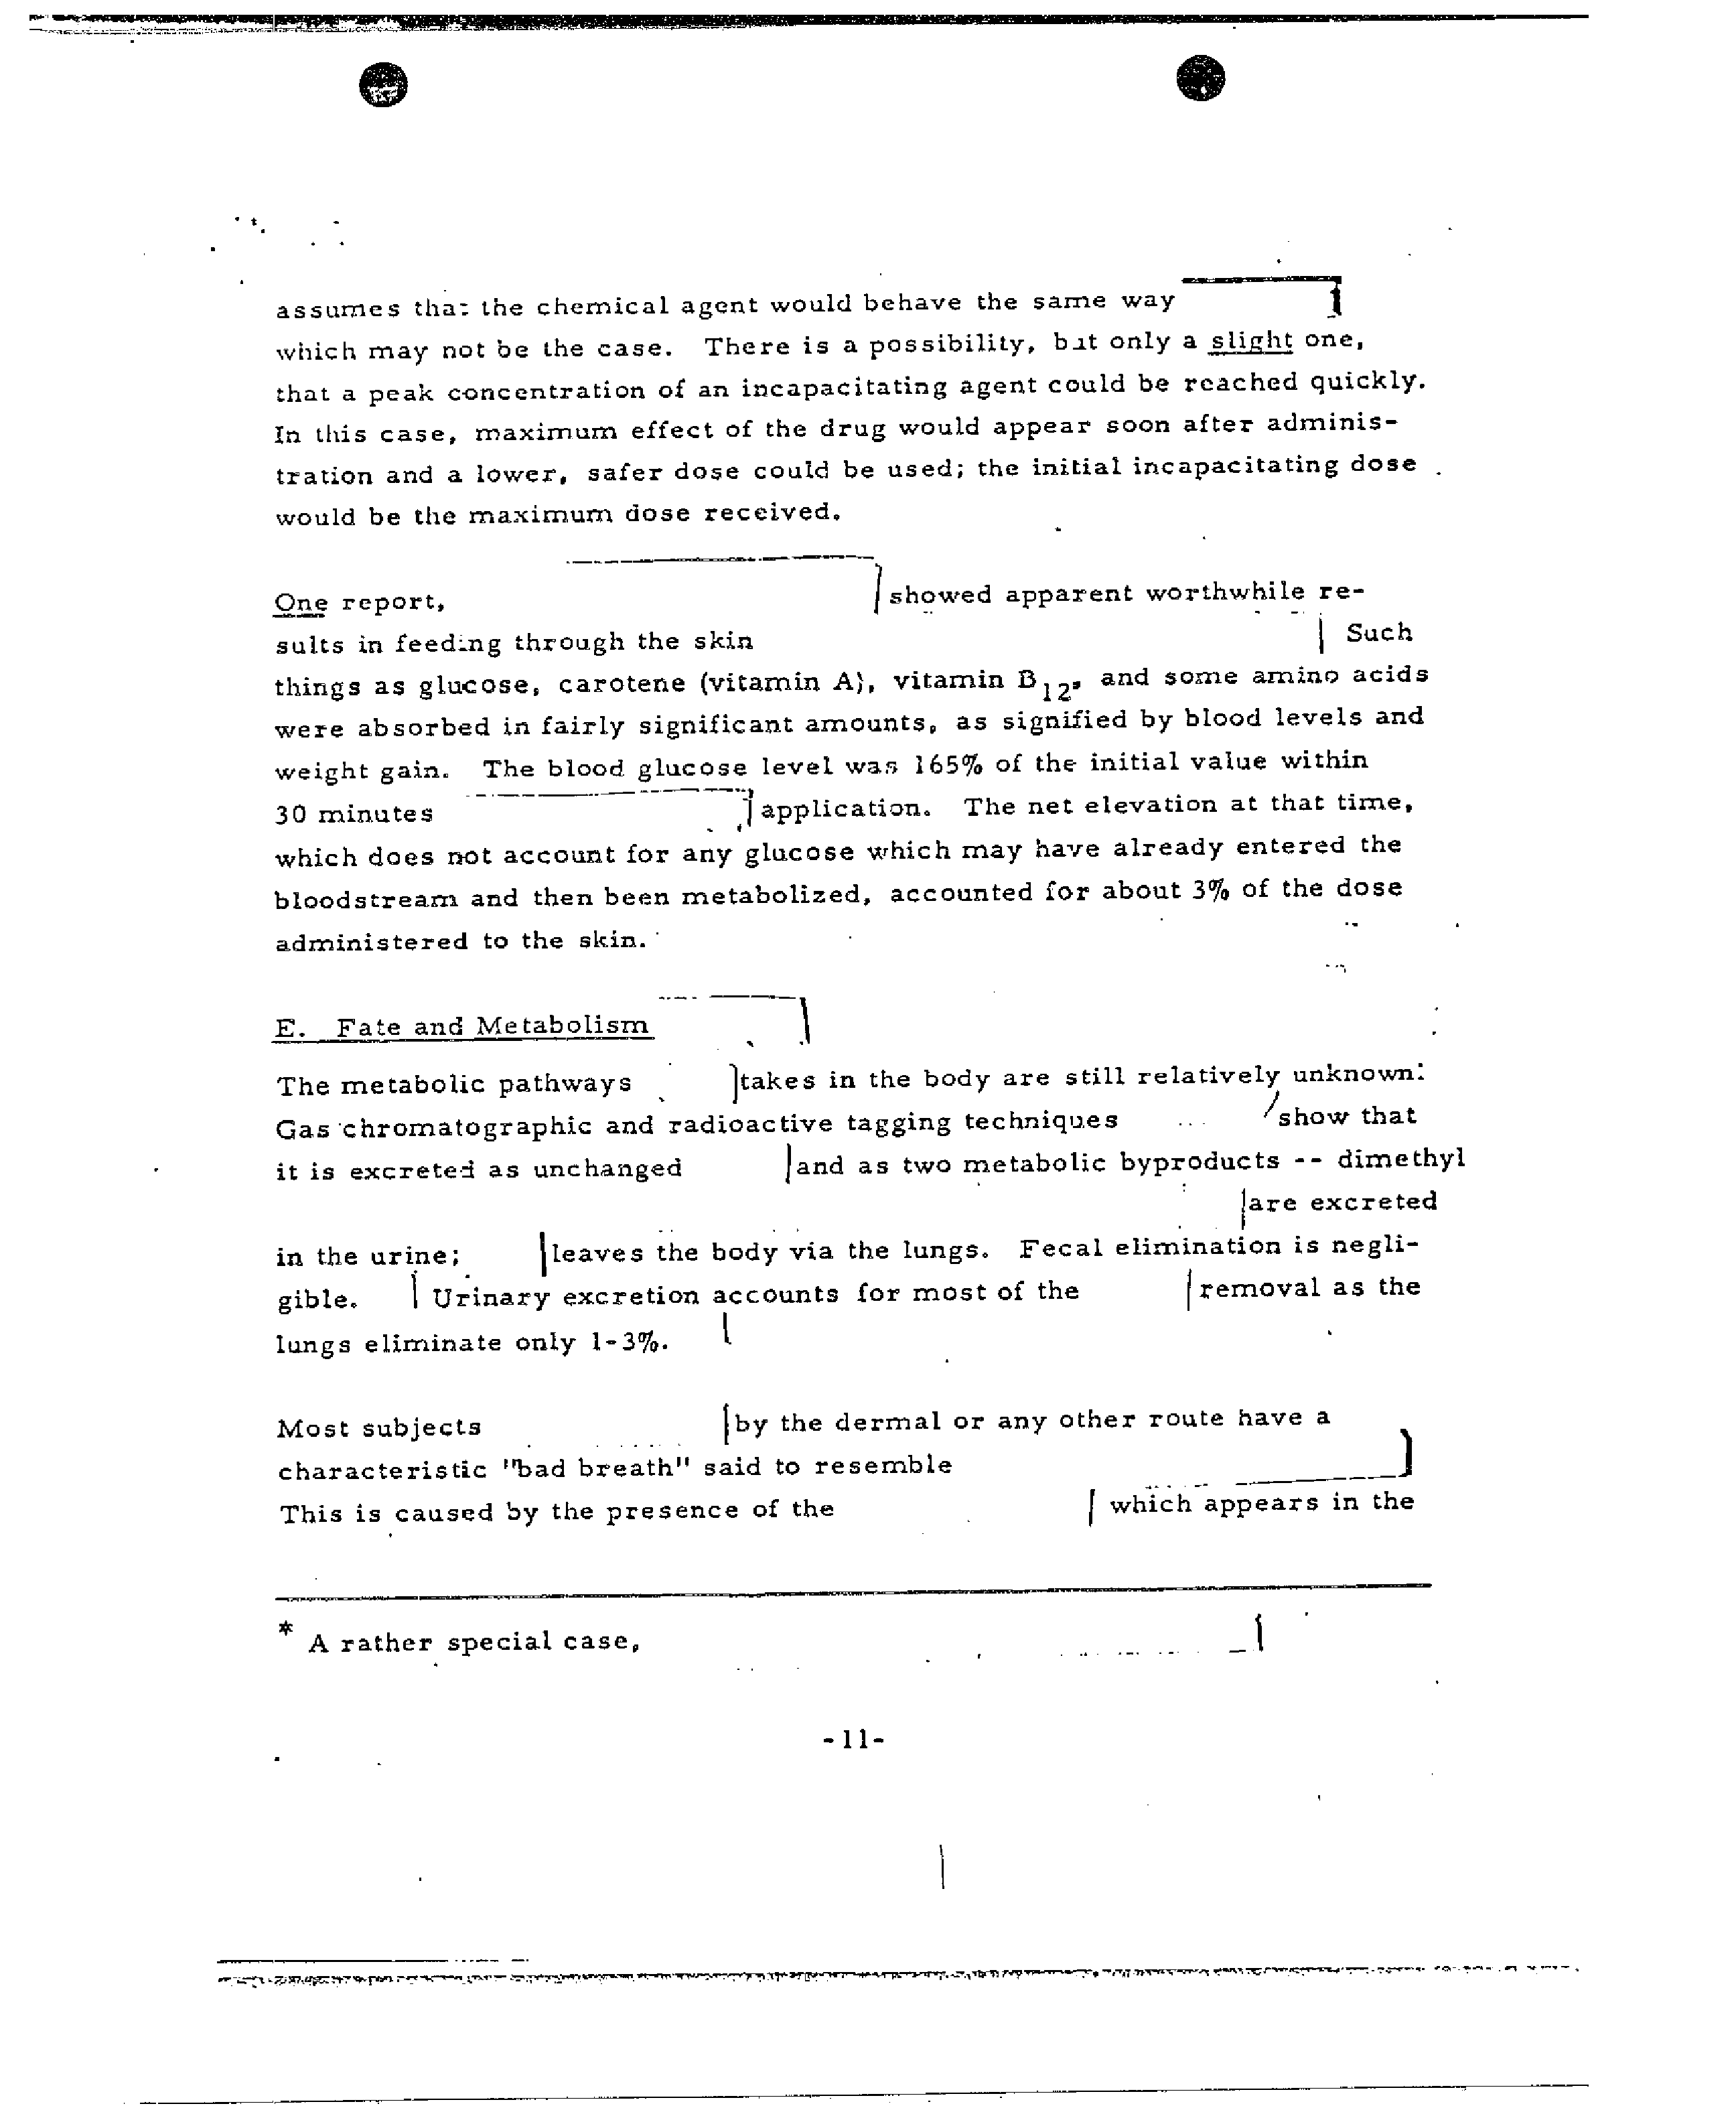 assumes that the chemical agent would behave the same way
which may not be the case. There is a possibility, but only a slight one,
that a peak concentration of an incapacitating agent could be reached quickly.
In this case, maximum effect of the drug would appear soon after adminis-
tration and a lower, safer dose could be used; the initial incapacitating dose
would be the maximum dose received.
One report, showed apparent worthwhile re-
sults in feeding through the skin Such
things as glucose, carotene (vitamin A), vitamin B12, and some amino acids
were absorbed in fairly significant amounts, as signified by blood levels and
weight gain. The blood glucose level was 165% of the initial value within
30 minutes application. The net elevation at that time,
which does not account for any glucose which may have already entered the
bloodstream and then been metabolized, accounted for about 3% of the dose
administered to the skin.
E. Fate and Metabolism
The metabolic pathways takes in the body are still relatively unknown.
Gas chromatographic and radioactive tagging techniques show that
it is excreted as unchanged and as two metabolic byproducts -- dimethyl
are excreted
in the urine; leaves the body via the lungs. Fecal elimination is negli-
gible. Urinary excretion accounts for most of the removal as the
lungs eliminate only 1-3%.
Most subjects by the dermal or any other route have a
characteristic "bad breath" said to resemble
This is caused by the presence of the which appears in the
* A rather special case,
-11-